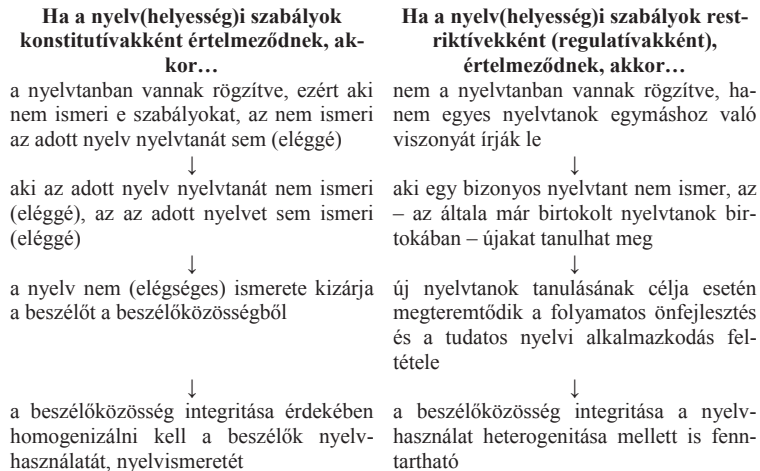 Ha a nyelv(helyesség)i szabályok
konstitutívakként értelmeződnek, ak-
kor…
a nyelvtanban vannak rögzítve, ezért aki
nem ismeri e szabályokat, az nem ismeri
az adott nyelv nyelvtanát sem (eléggé)
↓
aki az adott nyelv nyelvtanát nem ismeri
(eléggé), az az adott nyelvet sem ismeri
(eléggé)
↓
a nyelv nem (elégséges) ismerete kizárja
a beszélőt a beszélőközösségből
↓
a beszélőközösség integritása érdekében
homogenizálni kell a beszélők nyelv-
használatát, nyelvismeretét
Ha a nyelv(helyesség)i szabályok rest-
riktívekként (regulatívakként),
értelmeződnek, akkor…
nem a nyelvtanban vannak rögzítve, ha-
nem egyes nyelvtanok egymáshoz való
viszonyát írják le
↓
aki egy bizonyos nyelvtant nem ismer, az
– az általa már birtokolt nyelvtanok bir-
tokában – újakat tanulhat meg
↓
új nyelvtanok tanulásának célja esetén
megteremtődik a folyamatos önfejlesztés
és a tudatos nyelvi alkalmazkodás fel-
tétele
↓
a beszélőközösség integritása a nyelv-
használat heterogenitása mellett is fenn-
tartható